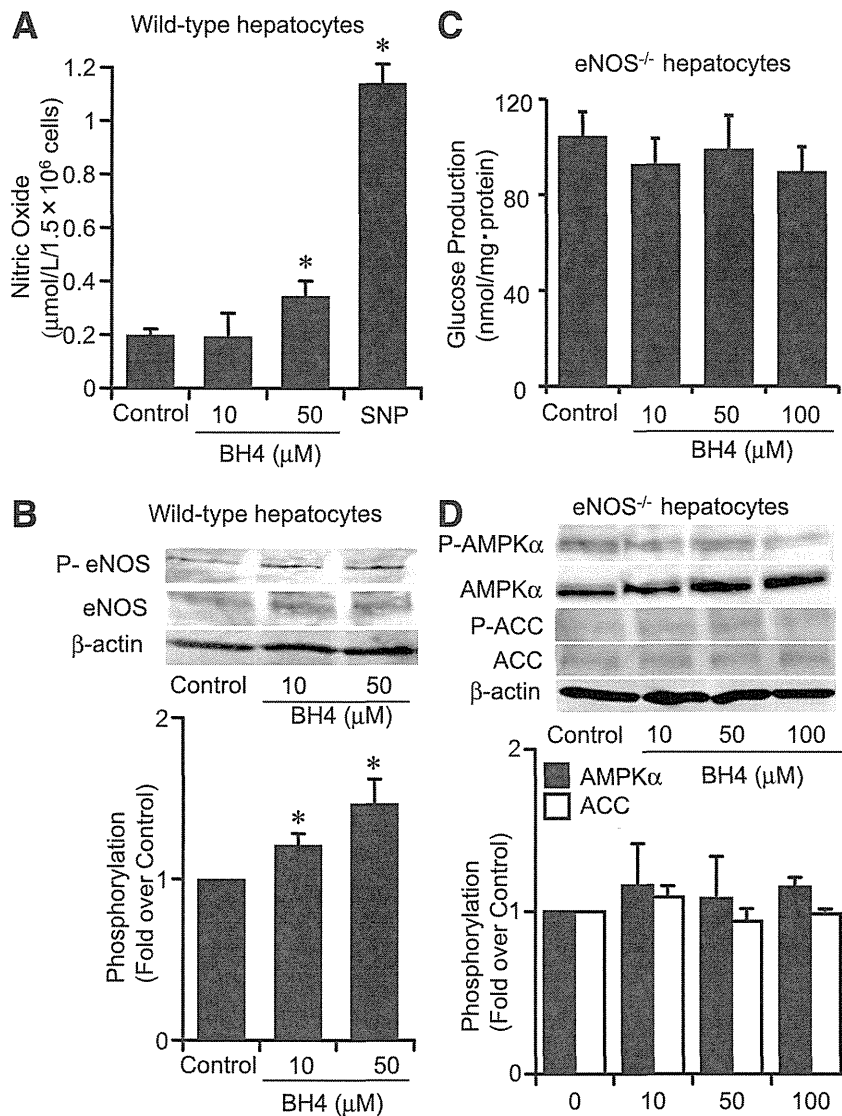 A
Wild-type hepatocytes
Nitric Oxide
(μmol/L/1.5 × 10⁶ cells)
1.2
1
0.8
0.6
0.4
0.2
0
*
*
Control
10
50
SNP
BH4 (μM)
C
eNOS-/- hepatocytes
Glucose Production
(nmol/mg·protein)
120
80
40
0
Control
10
50
100
BH4 (μM)
B
Wild-type hepatocytes
P- eNOS
eNOS
β-actin
Control
10
50
BH4 (μM)
Phosphorylation
(Fold over Control)
2
1
0
*
*
Control
10
50
BH4 (μM)
D
eNOS-/- hepatocytes
P-AMPKα
AMPKα
P-ACC
ACC
β-actin
Control
10
50
100
BH4 (μM)
AMPKα
ACC
Phosphorylation
(Fold over Control)
2
1
0
0
10
50
100